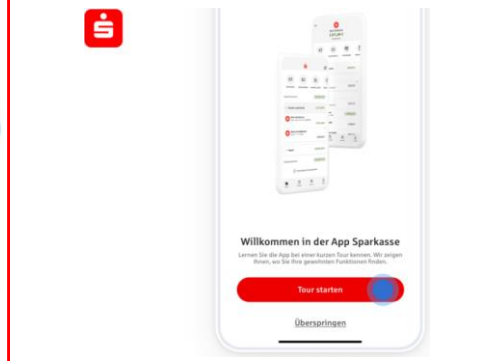 Willkommen in der App Sparkasse
Lernen Sie die App bei einer kurzen Tour kennen. Wir zeigen
Ihnen, wo Sie Ihre gewohnten Funktionen finden.
Tour starten
Überspringen